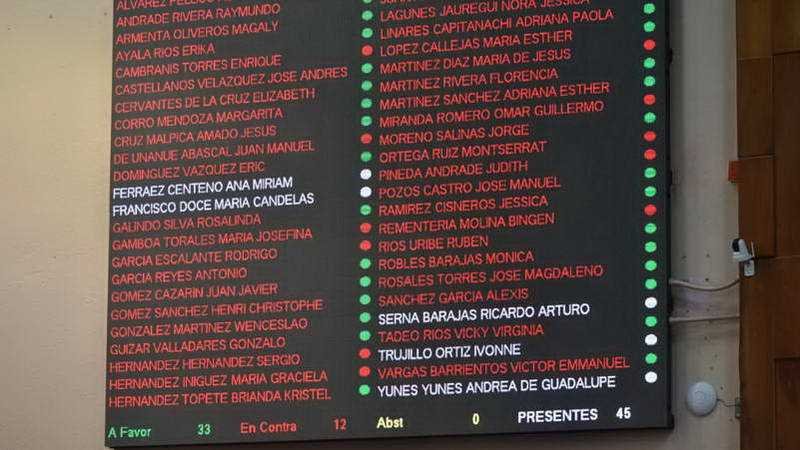 ALVAREZ
ANDRADE RIVERA RAYMUNDO
ARMENTA OLIVEROS MAGALY
AYALA RIOS ERIKA
CAMBRANIS TORRES ENRIQUE
CASTELLANOS VELAZQUEZ JOSE ANDRES
CERVANTES DE LA CRUZ ELIZABETH
CORRO MENDOZA MARGARITA
CRUZ MALPICA AMADO JESUS
DE UNANUE ABASCAL JUAN MANUEL
DOMINGUEZ VAZQUEZ ERIC
FERRAEZ CENTENO ANA MIRIAM
FRANCISCO DOCE MARIA CANDELAS
GALINDO SILVA ROSALINDA
GAMBOA TORALES MARIA JOSEFINA
GARCIA ESCALANTE RODRIGO
GARCIA REYES ANTONIO
GOMEZ CAZARIN JUAN JAVIER
GOMEZ SANCHEZ HENRI CHRISTOPHE
GONZALEZ MARTINEZ WENCESLAO
GUIZAR VALLADARES GONZALO
HERNANDEZ HERNANDEZ SERGIO
HERNANDEZ INIGUEZ MARIA GRACIELA
HERNANDEZ TOPETE BRIANDA KRISTEL
LAGUNES JAUREGUI NORA JESSICA
LINARES CAPITANACHI ADRIANA PAOLA
LOPEZ CALLEJAS MARIA ESTHER
MARTINEZ DIAZ MARIA DE JESUS
MARTINEZ RIVERA FLORENCIA
MARTINEZ SANCHEZ ADRIANA ESTHER
MIRANDA ROMERO OMAR GUILLERMO
MORENO SALINAS JORGE
ORTEGA RUIZ MONTSERRAT
PINEDA ANDRADE JUDITH
POZOS CASTRO JOSE MANUEL
RAMIREZ CISNEROS JESSICA
REMENTERIA MOLINA BINGEN
RIOS URIBE RUBEN
ROBLES BARAJAS MONICA
ROSALES TORRES JOSE MAGDALENO
SANCHEZ GARCIA ALEXIS
SERNA BARAJAS RICARDO ARTURO
TADEO RIOS VICKY VIRGINIA
TRUJILLO ORTIZ IVONNE
VARGAS BARRIENTOS VICTOR EMMANUEL
YUNES YUNES ANDREA DE GUADALUPE
A Favor 33 En Contra 12 Abst 0 PRESENTES 45